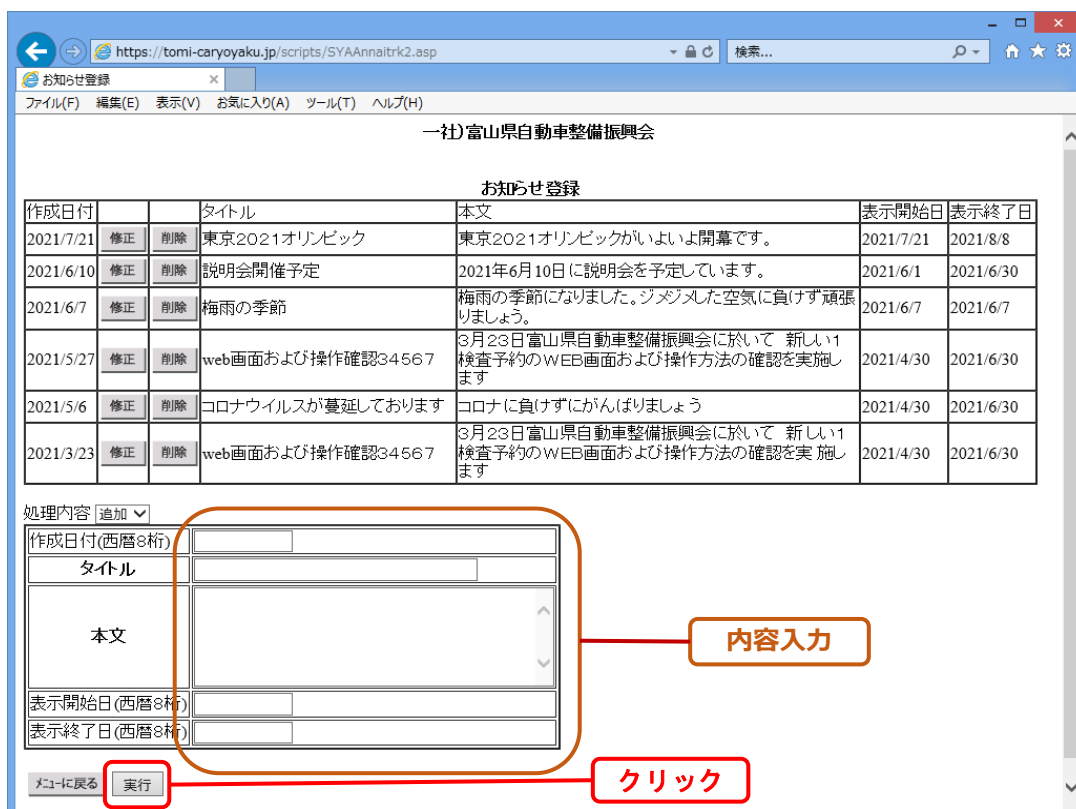 https://tomi-caryoyaku.jp/scripts/SYAAnnaitrk2.asp 検索...
お知らせ登録
ファイル(F) 編集(E) 表示(V) お気に入り(A) ツール(T) ヘルプ(H)
一社)富山県自動車整備振興会
お知らせ登録
作成日付 タイトル 本文 表示開始日 表示終了日
2021/7/21 修正 削除 東京2021オリンピック 東京2021オリンピックがいよいよ開幕です。 2021/7/21 2021/8/8
2021/6/10 修正 削除 説明会開催予定 2021年6月10日に説明会を予定しています。 2021/6/1 2021/6/30
2021/6/7 修正 削除 梅雨の季節 梅雨の季節になりました。ジメジメした空気に負けず頑張
りましょう。 2021/6/7 2021/6/7
2021/5/27 修正 削除 web画面および操作確認34567 3月23日富山県自動車整備振興会に於いて 新しい1
検査予約のWEB画面および操作方法の確認を実施し
ます 2021/4/30 2021/6/30
2021/5/6 修正 削除 コロナウイルスが蔓延しております コロナに負けずにがんばりましょう 2021/4/30 2021/6/30
2021/3/23 修正 削除 web画面および操作確認34567 3月23日富山県自動車整備振興会に於いて 新しい1
検査予約のWEB画面および操作方法の確認を実 施し
ます 2021/4/30 2021/6/30
処理内容 追加
作成日付(西暦8桁)
タイトル
本文
内容入力
表示開始日(西暦8桁)
表示終了日(西暦8桁)
メニューに戻る 実行
クリック